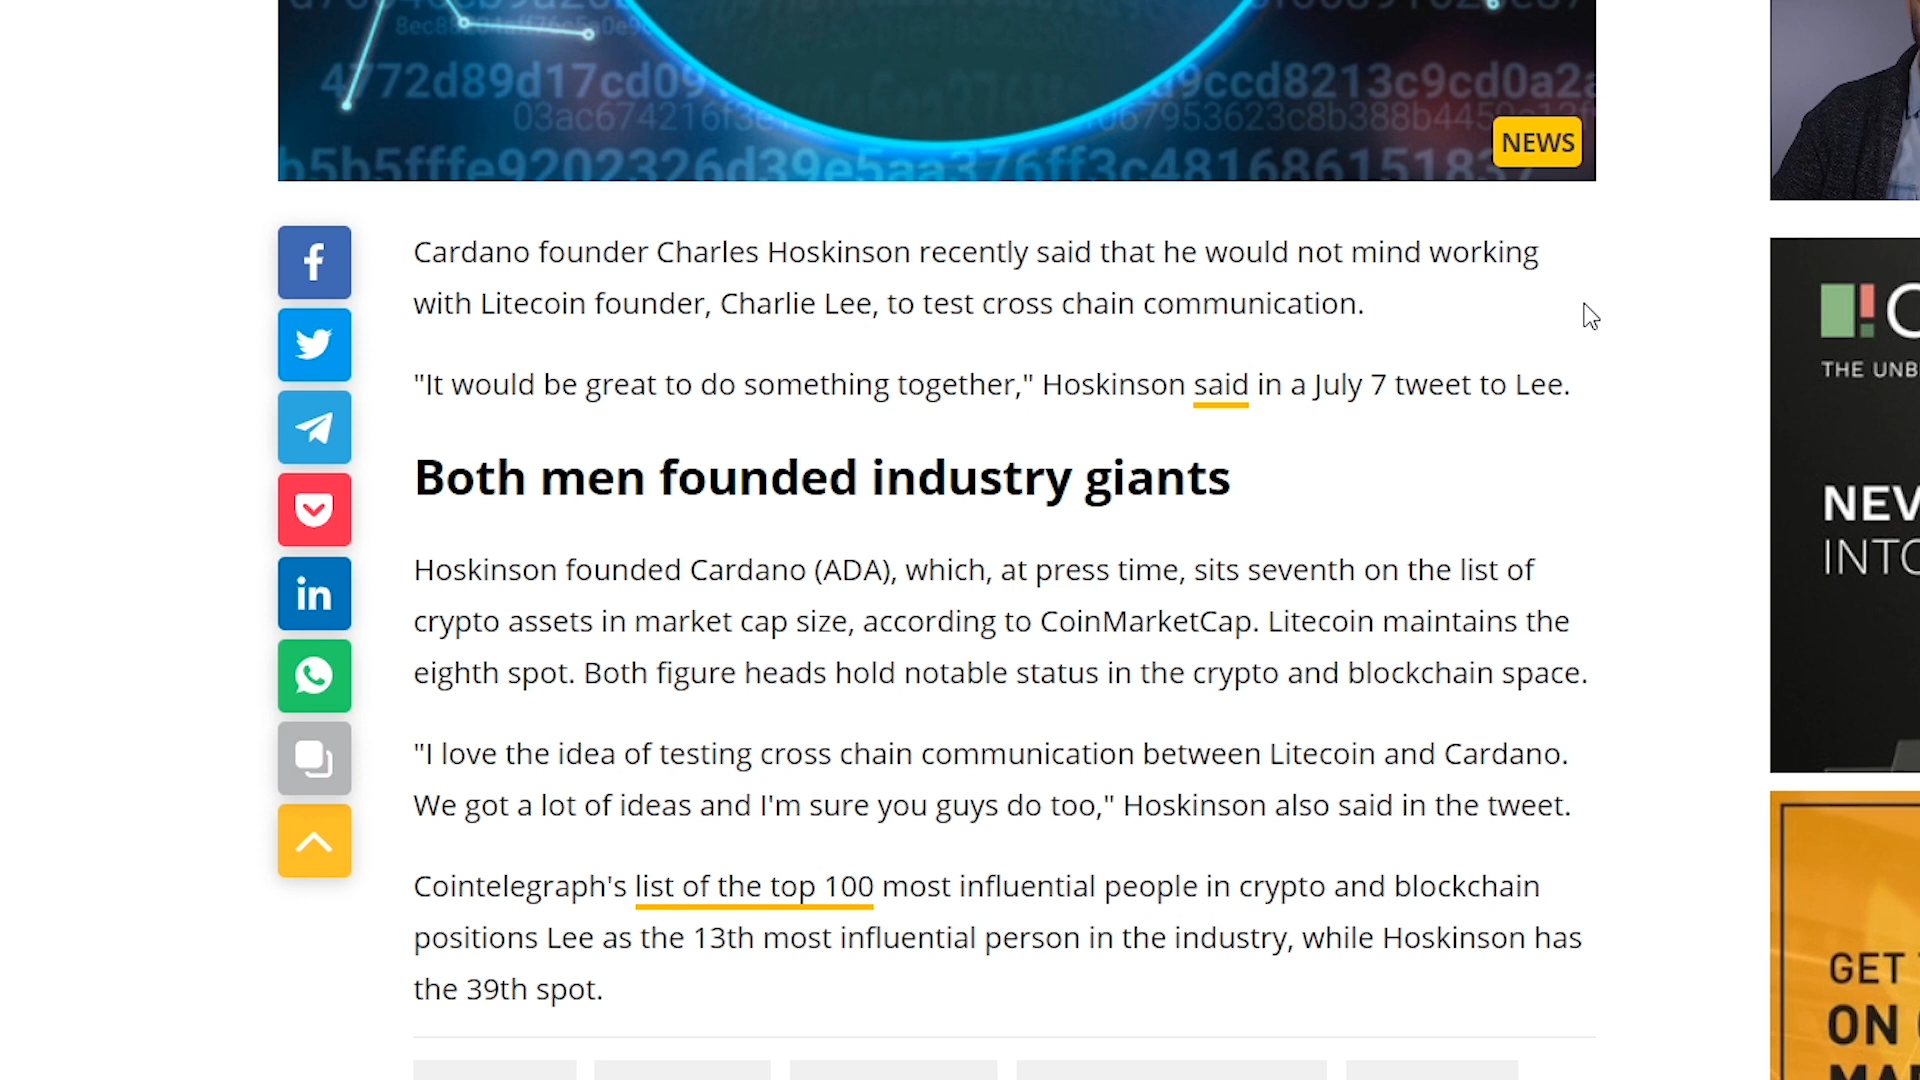 4772d89d17cd09
9ccd8213c9cd0a2a
03ac674216f3e
067953623c8b388b4459
b5b5fffe9202326d39e5aa376ff3c481686151837
NEWS
Cardano founder Charles Hoskinson recently said that he would not mind working
with Litecoin founder, Charlie Lee, to test cross chain communication.
"It would be great to do something together," Hoskinson said in a July 7 tweet to Lee.
Both men founded industry giants
Hoskinson founded Cardano (ADA), which, at press time, sits seventh on the list of
crypto assets in market cap size, according to CoinMarketCap. Litecoin maintains the
eighth spot. Both figure heads hold notable status in the crypto and blockchain space.
"I love the idea of testing cross chain communication between Litecoin and Cardano.
We got a lot of ideas and I'm sure you guys do too," Hoskinson also said in the tweet.
Cointelegraph's list of the top 100 most influential people in crypto and blockchain
positions Lee as the 13th most influential person in the industry, while Hoskinson has
the 39th spot.
THE UNB
NEV
INTO
GET
ON
MAR